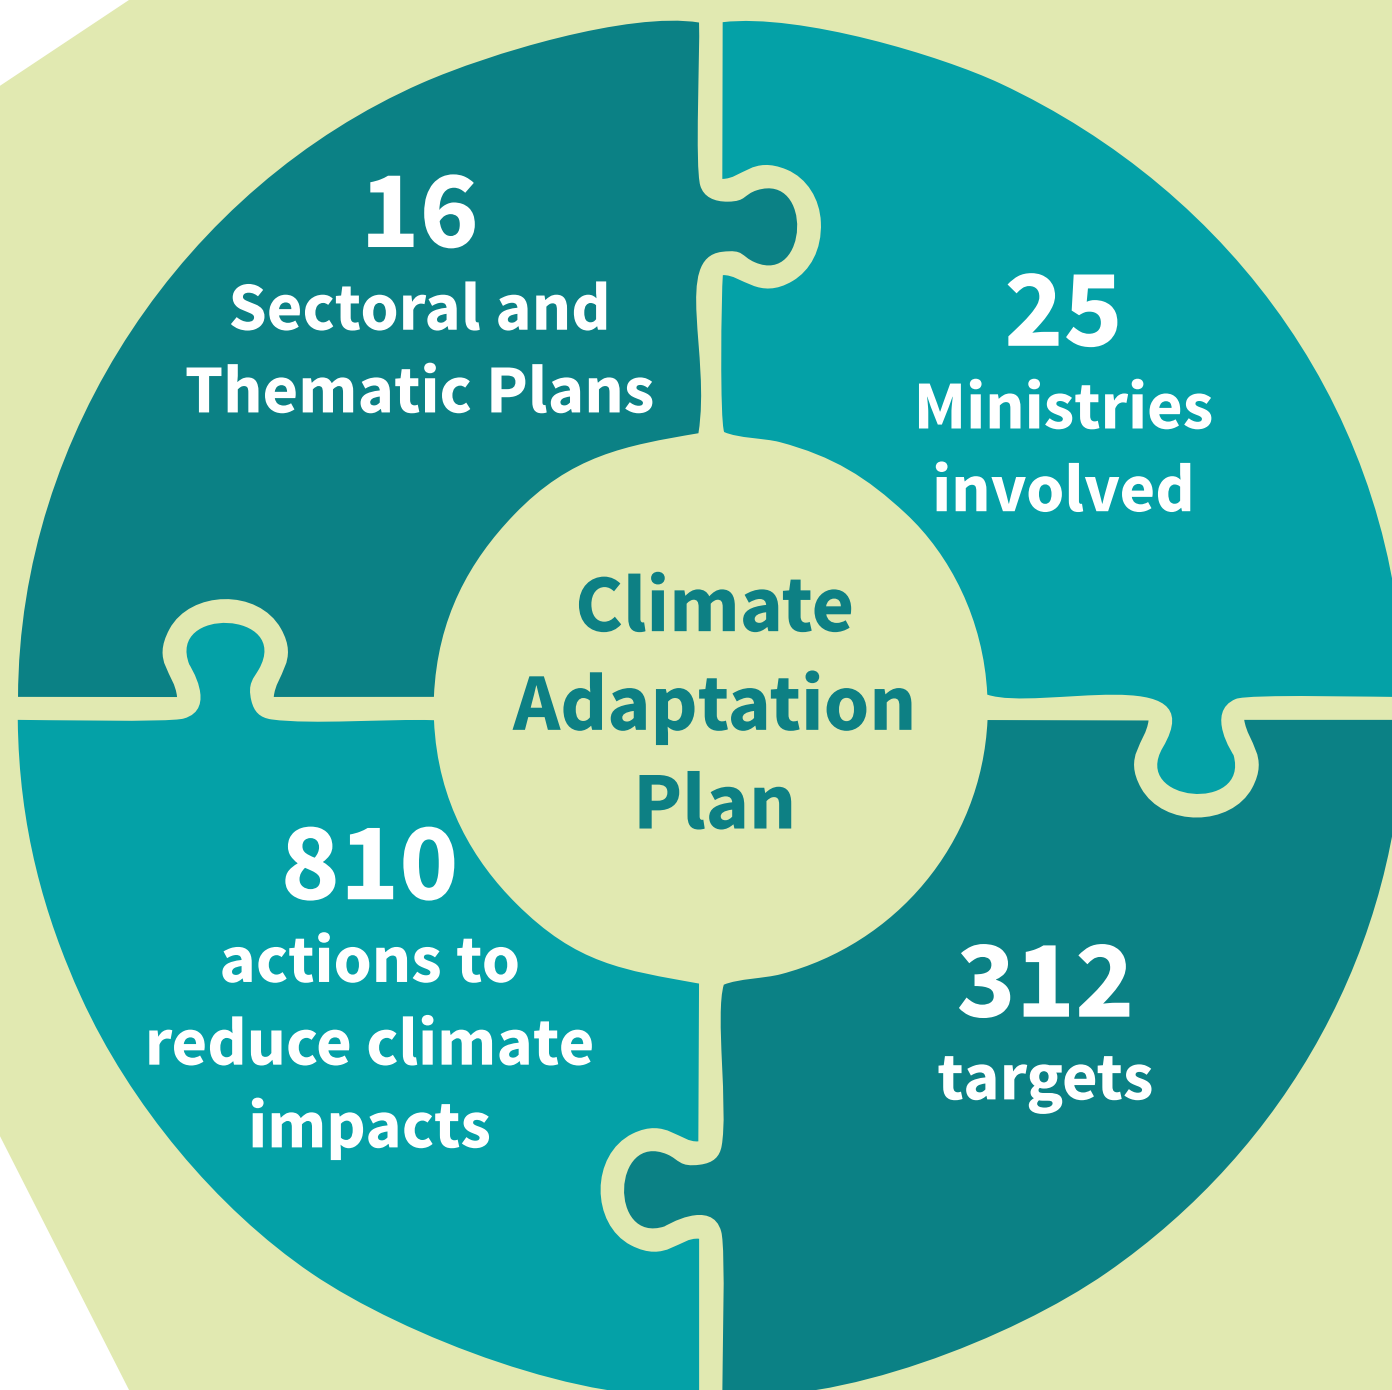 16
Sectoral and
Thematic Plans
25
Ministries
involved
Climate
Adaptation
Plan
810
actions to
reduce climate
impacts
312
targets